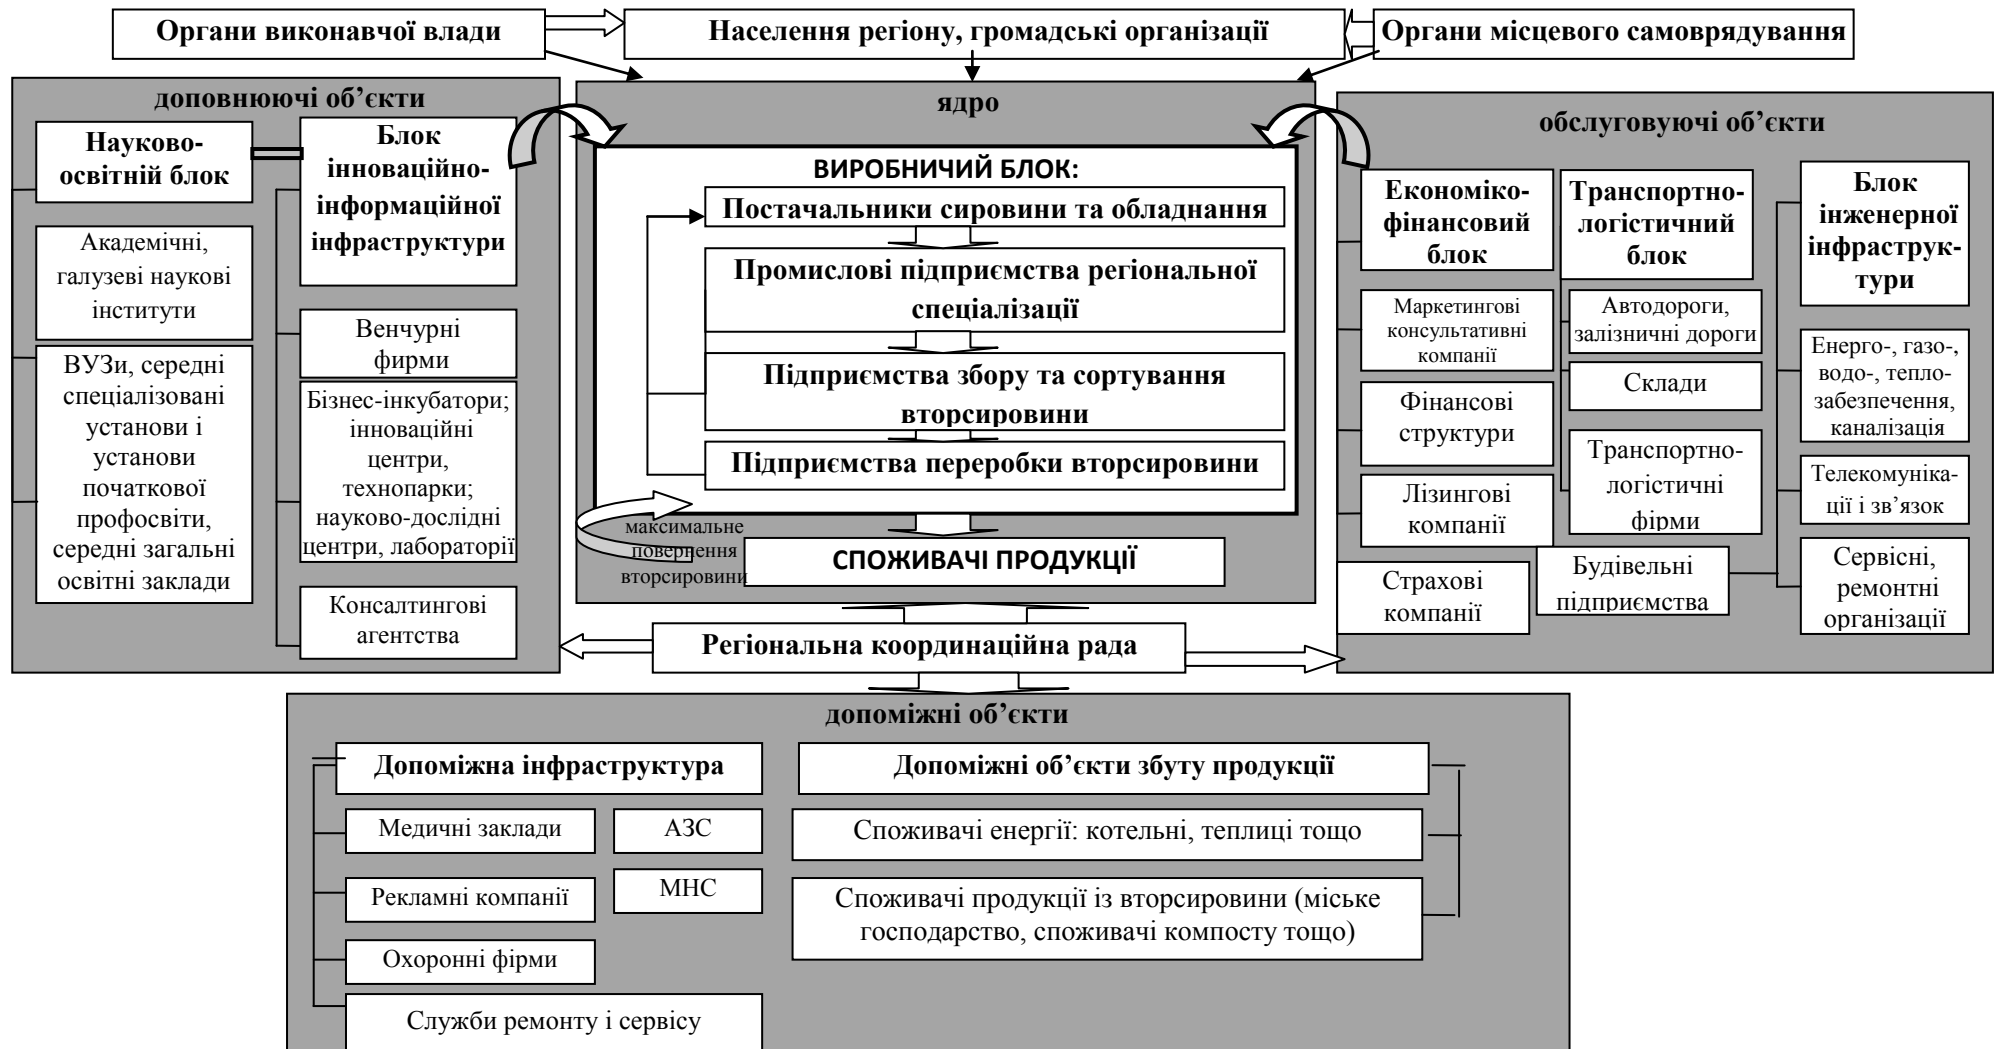 Органи виконавчої влади
Населення регіону, громадські організації
Органи місцевого самоврядування
доповнюючі об’єкти
Науково-
освітній блок
Блок
інноваційно-
інформаційної
інфраструктури
Академічні,
галузеві наукові
інститути
ВУЗи, середні
спеціалізовані
установи і
установи
початкової
профосвіти,
середні загальні
освітні заклади
Венчурні
фирми
Бізнес-інкубатори;
інноваційні
центри,
технопарки;
науково-дослідні
центри, лабораторії
Консалтингові
агентства
ядро
ВИРОБНИЧИЙ БЛОК:
Постачальники сировини та обладнання
Промислові підприємства регіональної
спеціалізації
Підприємства збору та сортування
вторсировини
Підприємства переробки вторсировини
максимальне
повернення
вторсировини
СПОЖИВАЧІ ПРОДУКЦІЇ
обслуговуючі об’єкти
Економіко-
фінансовий
блок
Транспортно-
логістичний
блок
Блок
інженерної
інфраструк-
тури
Маркетингові
консультативні
компанії
Фінансові
структури
Лізингові
компанії
Страхові
компанії
Автодороги,
залізничні дороги
Склади
Транспортно-
логістичні
фірми
Будівельні
підприємства
Енерго-, газо-,
водо-, тепло-
забезпечення,
каналізація
Телекомуніка-
ції і зв’язок
Сервісні,
ремонтні
організації
Регіональна координаційна рада
допоміжні об’єкти
Допоміжна інфраструктура
Медичні заклади
АЗС
Рекламні компанії
МНС
Охоронні фірми
Служби ремонту і сервісу
Допоміжні об’єкти збуту продукції
Споживачі енергії: котельні, теплиці тощо
Споживачі продукції із вторсировини (міське
господарство, споживачі компосту тощо)